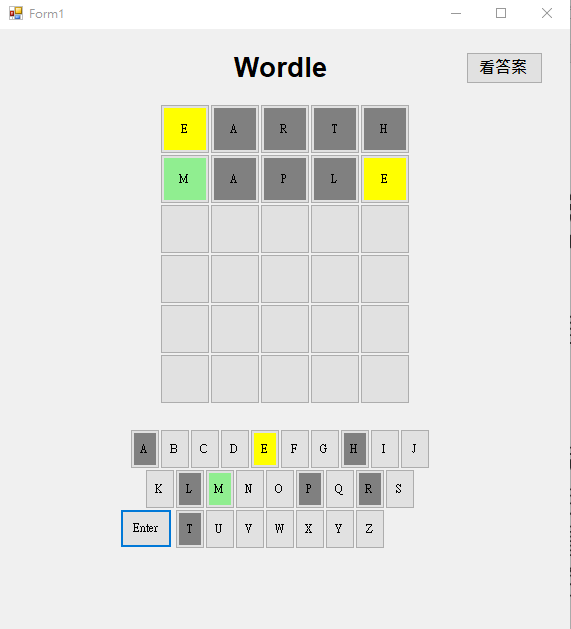 Form1
Wordle
看答案
E A R T H
M A P L E
A B C D E F G H I J
K L M N O P Q R S
Enter T U V W X Y Z